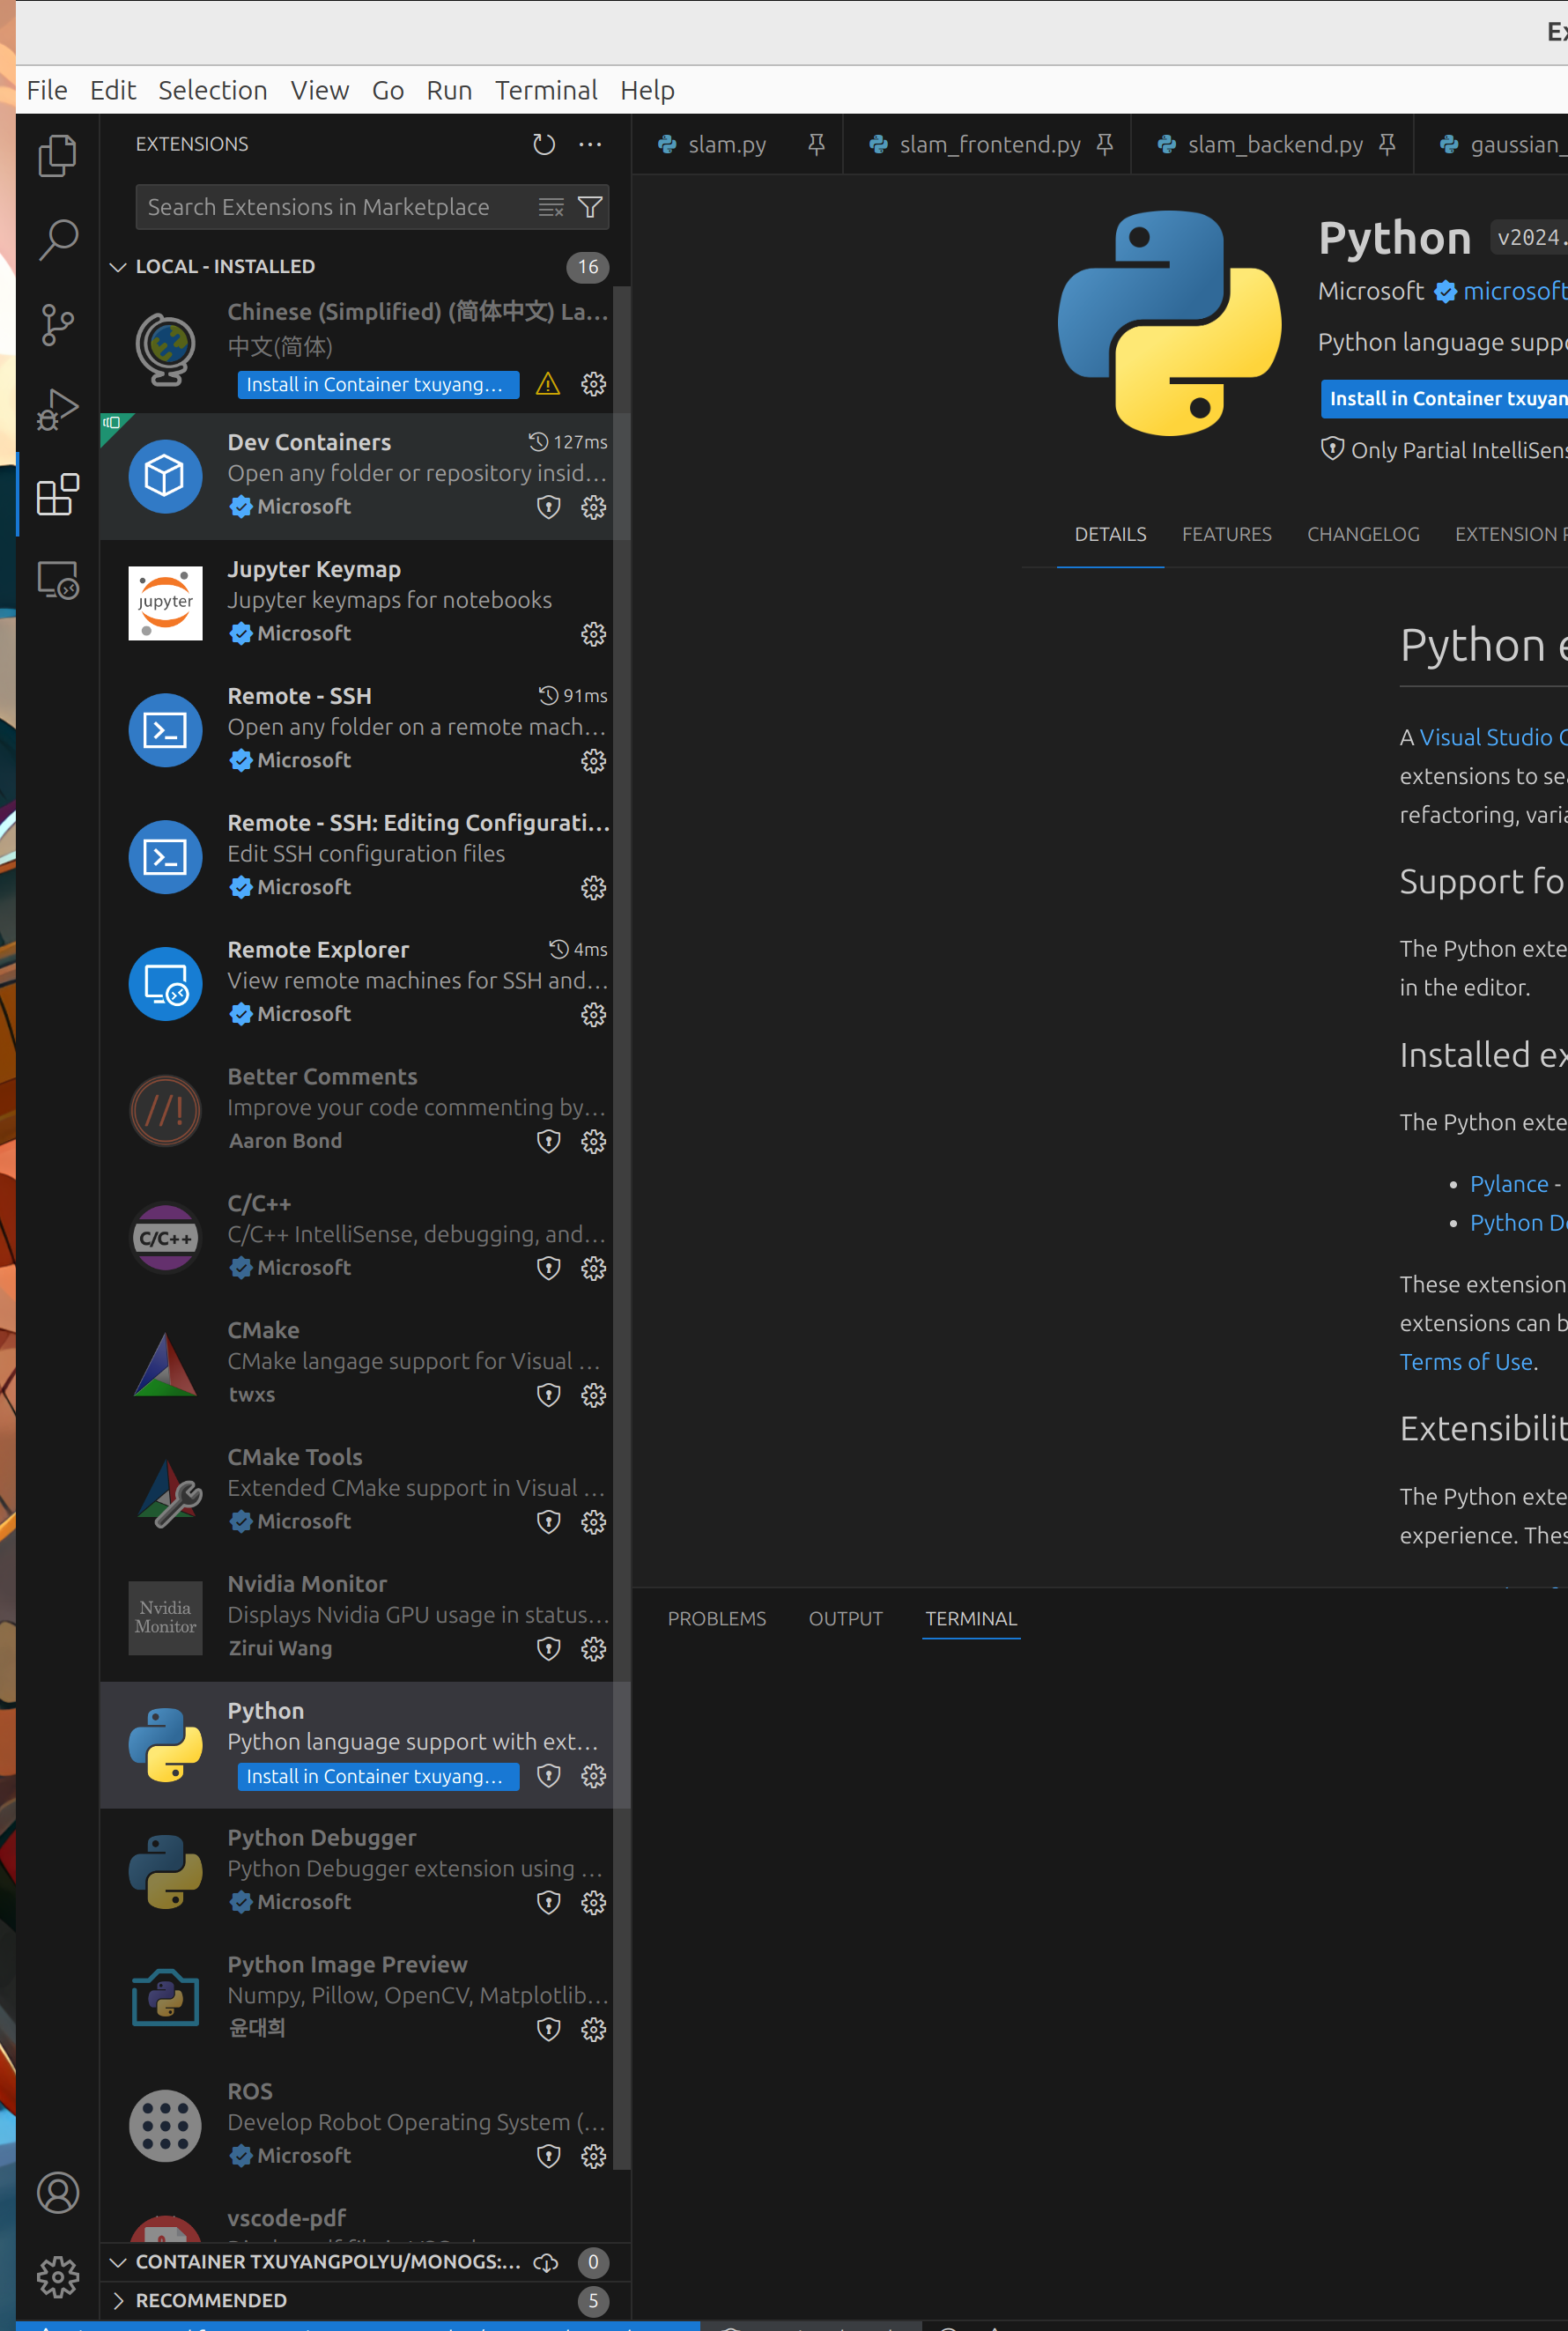 Ex
File Edit Selection View Go Run Terminal Help
EXTENSIONS
Search Extensions in Marketplace
LOCAL - INSTALLED 16
Chinese (Simplified) (简体中文) La...
中文(简体)
Install in Container txuyang...
Dev Containers 127ms
Open any folder or repository insid...
Microsoft
jupyter
Jupyter Keymap
Jupyter keymaps for notebooks
Microsoft
Remote - SSH 91ms
Open any folder on a remote mach...
Microsoft
Remote - SSH: Editing Configurati...
Edit SSH configuration files
Microsoft
Remote Explorer 4ms
View remote machines for SSH and...
Microsoft
//!
Better Comments
Improve your code commenting by...
Aaron Bond
C/C++
C/C++
C/C++ IntelliSense, debugging, and...
Microsoft
CMake
CMake langage support for Visual ...
twxs
CMake Tools
Extended CMake support in Visual ...
Microsoft
Nvidia
Monitor
Nvidia Monitor
Displays Nvidia GPU usage in status...
Zirui Wang
Python
Python language support with ext...
Install in Container txuyang...
Python Debugger
Python Debugger extension using ...
Microsoft
Python Image Preview
Numpy, Pillow, OpenCV, Matplotlib...
윤대희
ROS
Develop Robot Operating System (...
Microsoft
vscode-pdf
CONTAINER TXUYANGPOLYU/MONOGS:... 0
RECOMMENDED 5
slam.py slam_frontend.py slam_backend.py gaussian_
Python v2024.
Microsoft microsoft
Python language suppo
Install in Container txuyan
Only Partial IntelliSens
DETAILS FEATURES CHANGELOG EXTENSION
Python e
A Visual Studio C
extensions to sea
refactoring, varia
Support fo
The Python exte
in the editor.
Installed ex
The Python exte
• Pylance -
• Python De
These extension
extensions can b
Terms of Use.
Extensibilit
The Python exte
experience. Thes
PROBLEMS OUTPUT TERMINAL